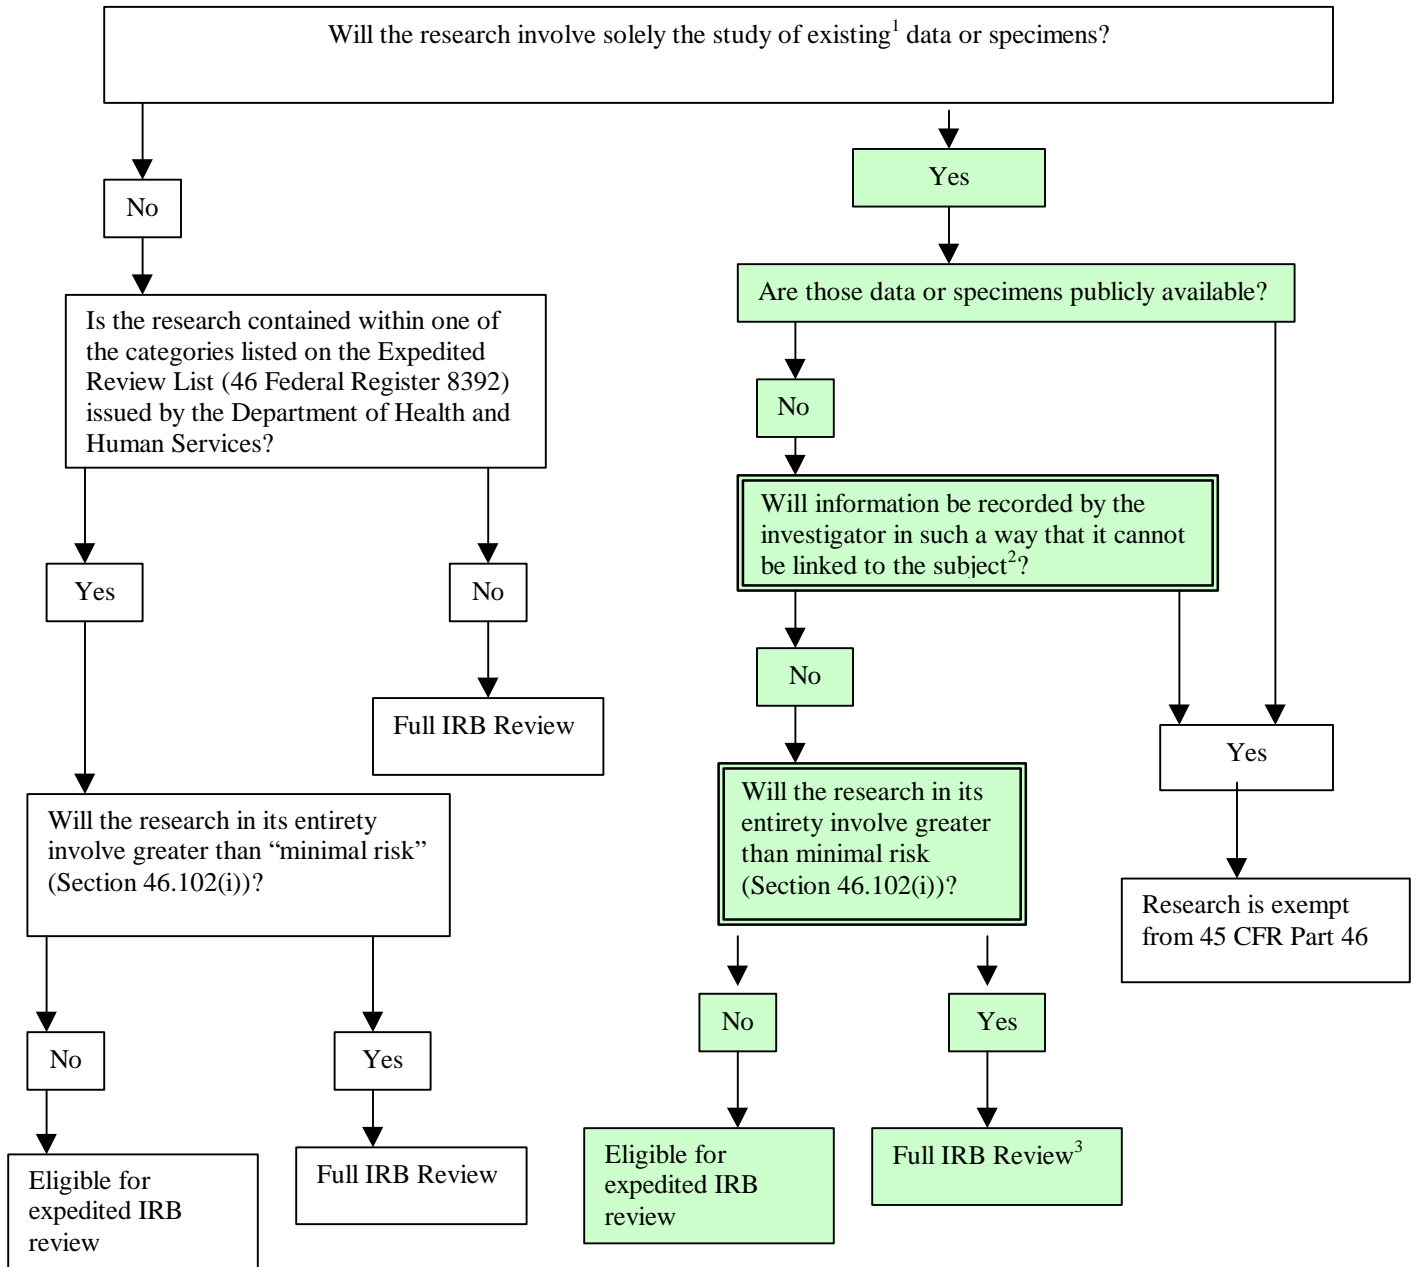 Will the research involve solely the study of existing¹ data or specimens?
No
Yes
Is the research contained within one of
the categories listed on the Expedited
Review List (46 Federal Register 8392)
issued by the Department of Health and
Human Services?
Are those data or specimens publicly available?
No
Will information be recorded by the
investigator in such a way that it cannot
be linked to the subject²?
Yes
No
No
Full IRB Review
Yes
Will the research in its
entirety involve greater
than minimal risk
(Section 46.102(i))?
Will the research in its entirety
involve greater than “minimal risk”
(Section 46.102(i))?
Research is exempt
from 45 CFR Part 46
No
Yes
No
Yes
Eligible for
expedited IRB
review
Full IRB Review
Eligible for
expedited IRB
review
Full IRB Review³